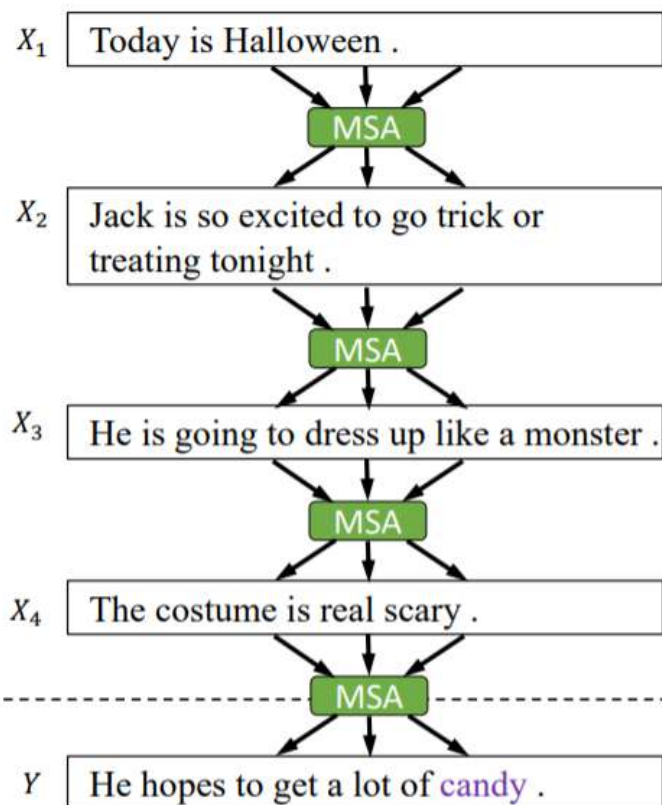 X₁ Today is Halloween .
MSA
X₂ Jack is so excited to go trick or
treating tonight .
MSA
X₃ He is going to dress up like a monster .
MSA
X₄ The costume is real scary .
MSA
Y He hopes to get a lot of candy .